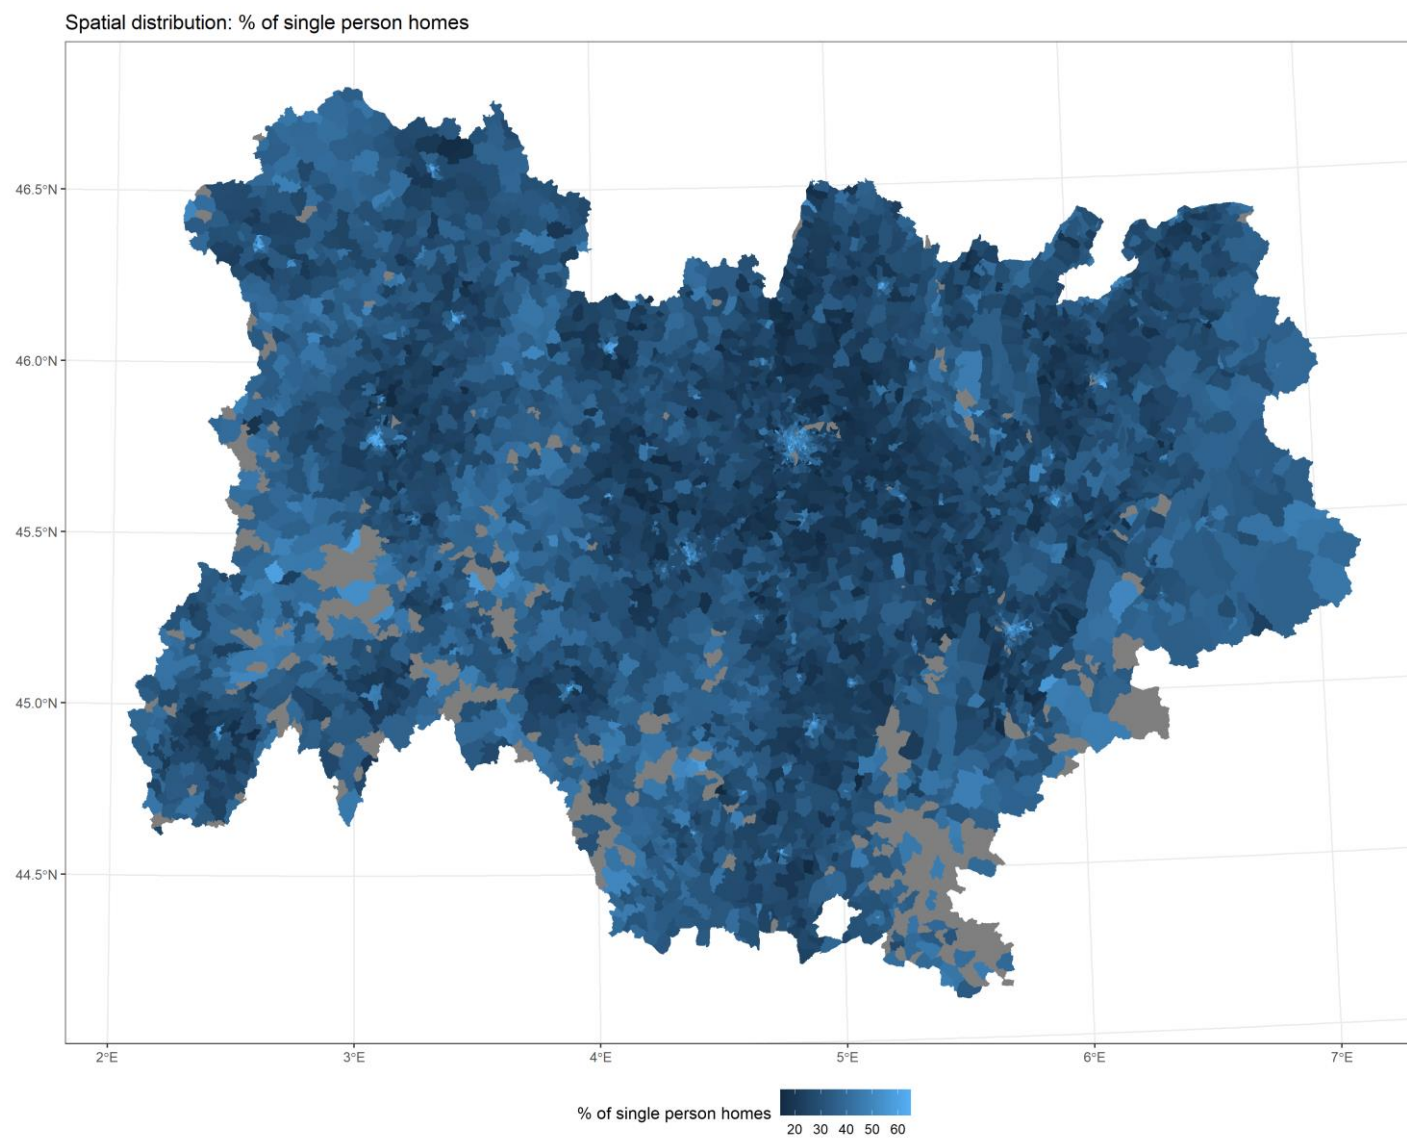 Spatial distribution: % of single person homes
46.5°N
46.0°N
45.5°N
45.0°N
44.5°N
2°E
3°E
4°E
5°E
6°E
7°E
% of single person homes
20 30 40 50 60